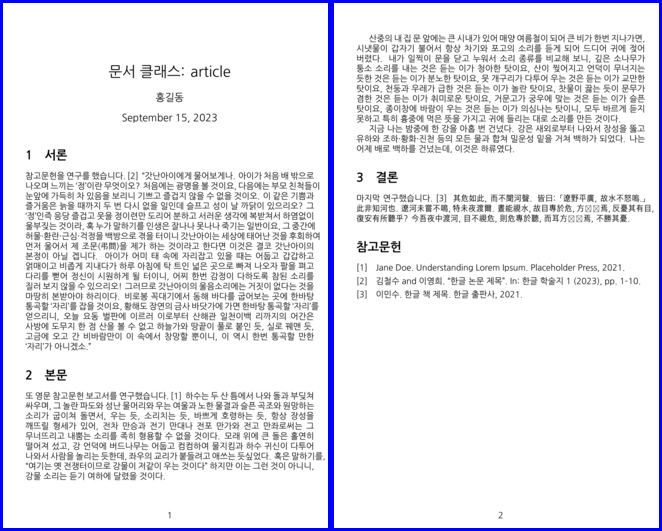 문서 클래스: article
홍길동
September 15, 2023
1 서론
참고문헌을 연구를 했습니다. [2] “갓난아이에게 물어보게나. 아이가 처음 배 밖으로
나오며 느끼는 ‘정’이란 무엇이오? 처음에는 광명을 볼 것이요, 다음에는 부모 친척들이
눈앞에 가득히 차 있음을 보리니 기쁘고 즐겁지 않을 수 없을 것이오. 이 같은 기쁨과
즐거움은 늙을 때까지 두 번 다시 없을 일인데 슬프고 성이 날 까닭이 있으리오? 그
‘정’인즉 응당 즐겁고 웃을 정이련만 도리어 분하고 서러운 생각에 복받쳐서 하염없이
울부짖는 것이라, 혹 누가 말하기를 인생은 잘나나 못나나 죽기는 일반이요, 그 중간에
허물·환란·근심·걱정을 백방으로 겪을 터이니 갓난아이는 세상에 태어난 것을 후회하여
먼저 울어서 제 조문(弔問)을 제가 하는 것이라고 한다면 이것은 결코 갓난아이의
본정이 아닐 겝니다. 아이가 어미 태 속에 자리잡고 있을 때는 어둡고 갑갑하고
얽매이고 비좁게 지내다가 하루 아침에 탁 트인 넓은 곳으로 빠져 나오자 팔을 펴고
다리를 뻗어 정신이 시원하게 될 터이니, 어찌 한번 감정이 다하도록 참된 소리를
질러 보지 않을 수 있으리오! 그러므로 갓난아이의 울음소리에는 거짓이 없다는 것을
마땅히 본받아야 하리이다. 비로봉 꼭대기에서 동해 바다를 굽어보는 곳에 한바탕
통곡할 ‘자리’를 잡을 것이요, 황해도 장연의 금사 바닷가에 가면 한바탕 통곡할 ‘자리’를
얻으리니, 오늘 요동 벌판에 이르러 이로부터 산해관 일천이백 리까지의 어간은
사방에 도무지 한 점 산을 볼 수 없고 하늘가와 땅끝이 풀로 붙인 듯, 실로 꿰맨 듯,
고금에 오고 간 비바람만이 이 속에서 창망할 뿐이니, 이 역시 한번 통곡할 만한
‘자리’가 아니겠소.”
2 본문
또 영문 참고문헌 보고서를 연구했습니다. [1] 하수는 두 산 틈에서 나와 돌과 부딪쳐
싸우며, 그 놀란 파도와 성난 물머리와 우는 여울과 노한 물결과 슬픈 곡조와 원망하는
소리가 굽이쳐 돌면서, 우는 듯, 소리치는 듯, 바쁘게 호령하는 듯, 항상 장성을
깨뜨릴 형세가 있어, 전차 만승과 전기 만대나 전포 만가와 전고 만좌로써는 그
무너뜨리고 내뿜는 소리를 족히 형용할 수 없을 것이다. 모래 위에 큰 돌은 홀연히
떨어져 섰고, 강 언덕에 버드나무는 어둡고 컴컴하여 물지킴과 하수 귀신이 다투어
나와서 사람을 놀리는 듯한데, 좌우의 교리가 붙들려고 애쓰는 듯싶었다. 혹은 말하기를,
“여기는 옛 전쟁터이므로 강물이 저같이 우는 것이다” 하지만 이는 그런 것이 아니니,
강물 소리는 듣기 여하에 달렸을 것이다.
1
산중의 내 집 문 앞에는 큰 시내가 있어 매양 여름철이 되어 큰 비가 한번 지나가면,
시냇물이 갑자기 불어서 항상 차기와 포고의 소리를 듣게 되어 드디어 귀에 젖어
버렸다. 내가 일찍이 문을 닫고 누워서 소리 종류를 비교해 보니, 깊은 소나무가
퉁소 소리를 내는 것은 듣는 이가 청아한 탓이요, 산이 찢어지고 언덕이 무너지는
듯한 것은 듣는 이가 분노한 탓이요, 뭇 개구리가 다투어 우는 것은 듣는 이가 교만한
탓이요, 천둥과 우레가 급한 것은 듣는 이가 놀란 탓이요, 찻물이 끓는 듯이 문무가
겸한 것은 듣는 이가 취미로운 탓이요, 거문고가 궁우에 맞는 것은 듣는 이가 슬픈
탓이요, 종이창에 바람이 우는 것은 듣는 이가 의심나는 탓이니, 모두 바르게 듣지
못하고 특히 흉중에 먹은 뜻을 가지고 귀에 들리는 대로 소리를 만든 것이다.
지금 나는 밤중에 한 강을 아홉 번 건넜다. 강은 새외로부터 나와서 장성을 뚫고
유하와 조하·황화·진천 등의 모든 물과 합쳐 밀운성 밑을 거쳐 백하가 되었다. 나는
어제 배로 백하를 건넜는데, 이것은 하류였다.
3 결론
마지막 연구했습니다. [3] 其危如此, 而不聞河聲. 皆曰:「遼野平廣, 故水不怒鳴.」
此非知河也. 遼河未嘗不鳴, 特未夜渡爾. 晝能視水, 故目專於危, 方
復安有所聽乎? 今吾夜中渡河, 目不視危, 則危專於聽, 而耳方
참고문헌
[1] Jane Doe. Understanding Lorem Ipsum. Placeholder Press, 2021.
[2] 김철수 and 이영희. “한글 논문 제목”. In: 한글 학술지 1 (2023), pp. 1–10.
[3] 이민수. 한글 책 제목. 한글 출판사, 2021.
2